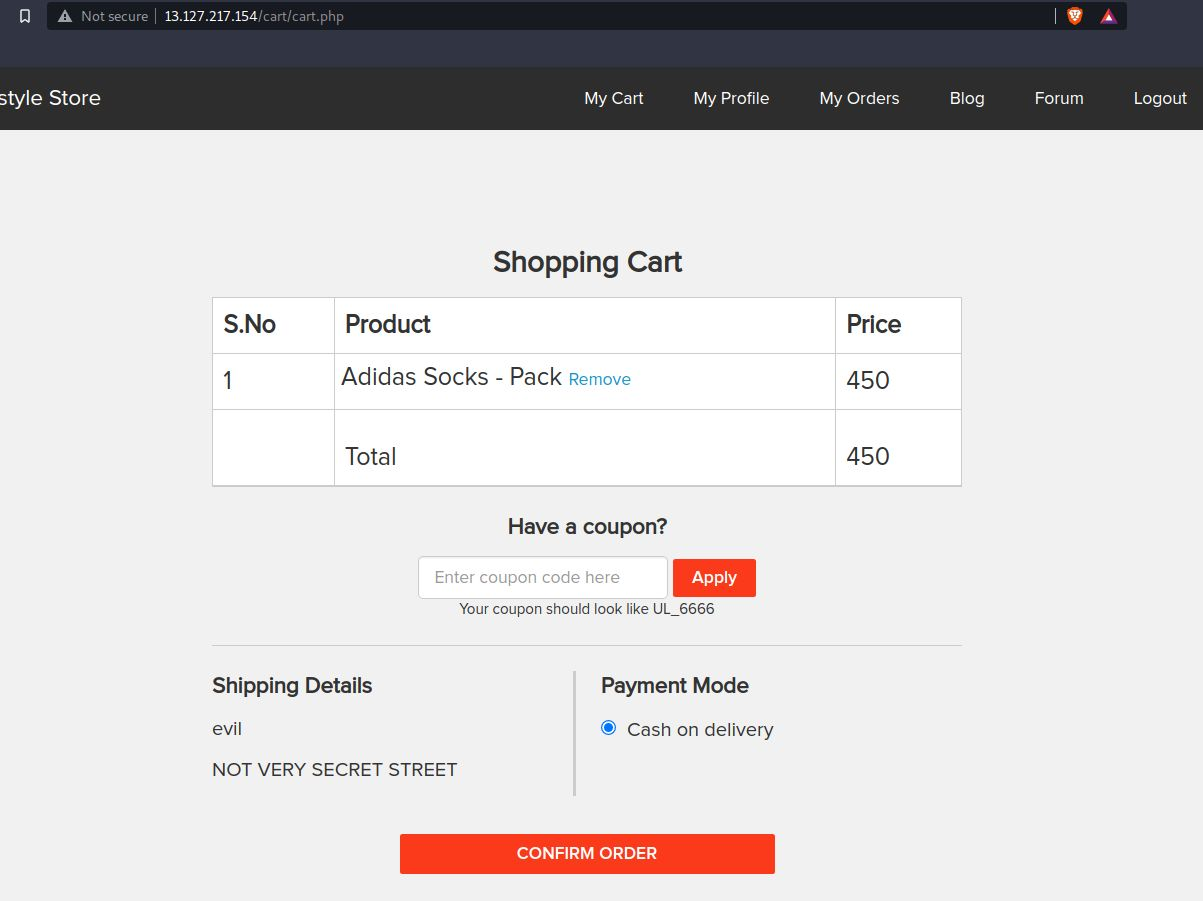 Not secure 13.127.217.154/cart/cart.php
style Store My Cart My Profile My Orders Blog Forum Logout
Shopping Cart
S.No Product Price
1 Adidas Socks - Pack Remove 450
Total 450
Have a coupon?
Enter coupon code here Apply
Your coupon should look like UL_6666
Shipping Details
evil
NOT VERY SECRET STREET
Payment Mode
Cash on delivery
CONFIRM ORDER